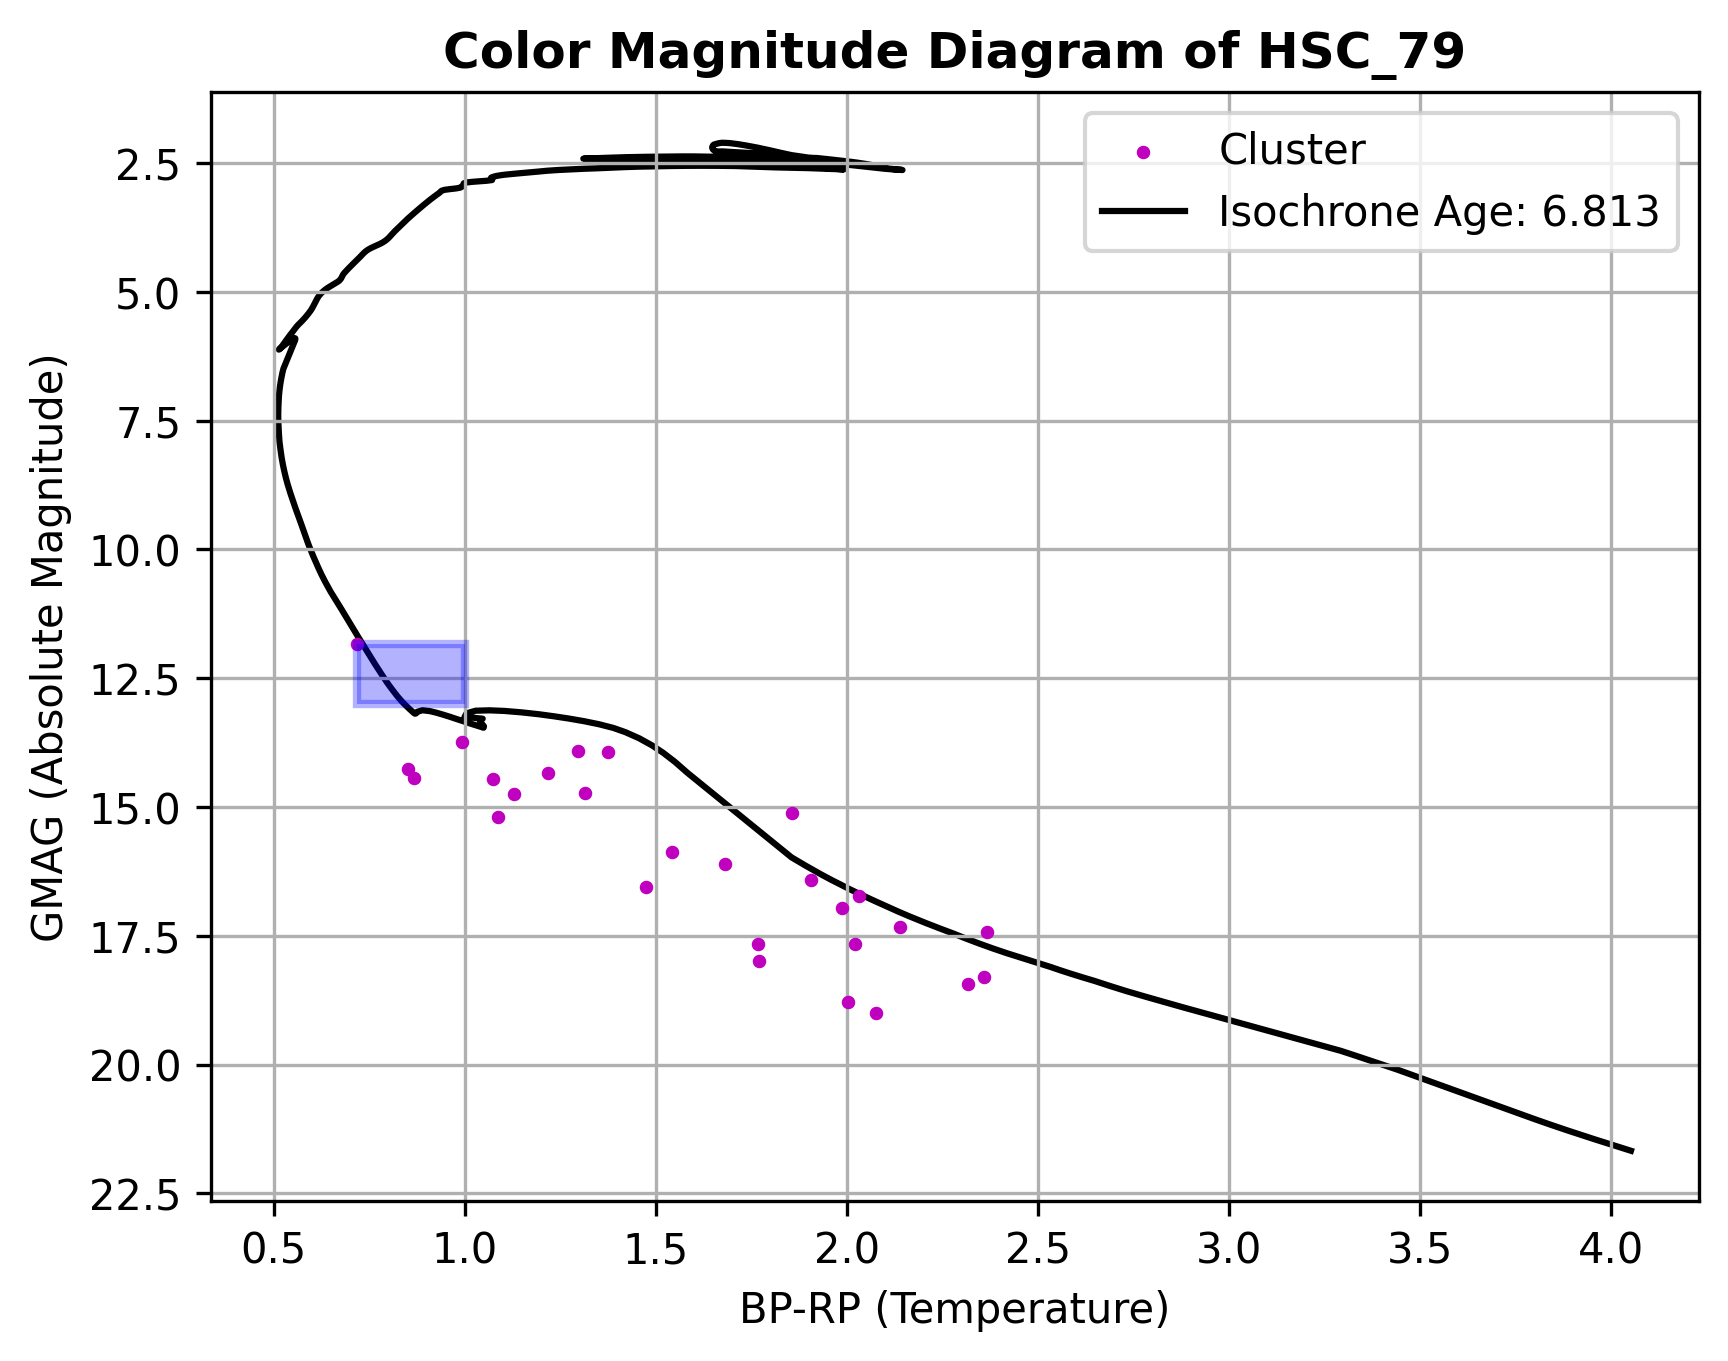 Color Magnitude Diagram of HSC_79
Cluster
Isochrone Age: 6.813
GMAG (Absolute Magnitude)
2.5
5.0
7.5
10.0
12.5
15.0
17.5
20.0
22.5
0.5 1.0 1.5 2.0 2.5 3.0 3.5 4.0
BP-RP (Temperature)